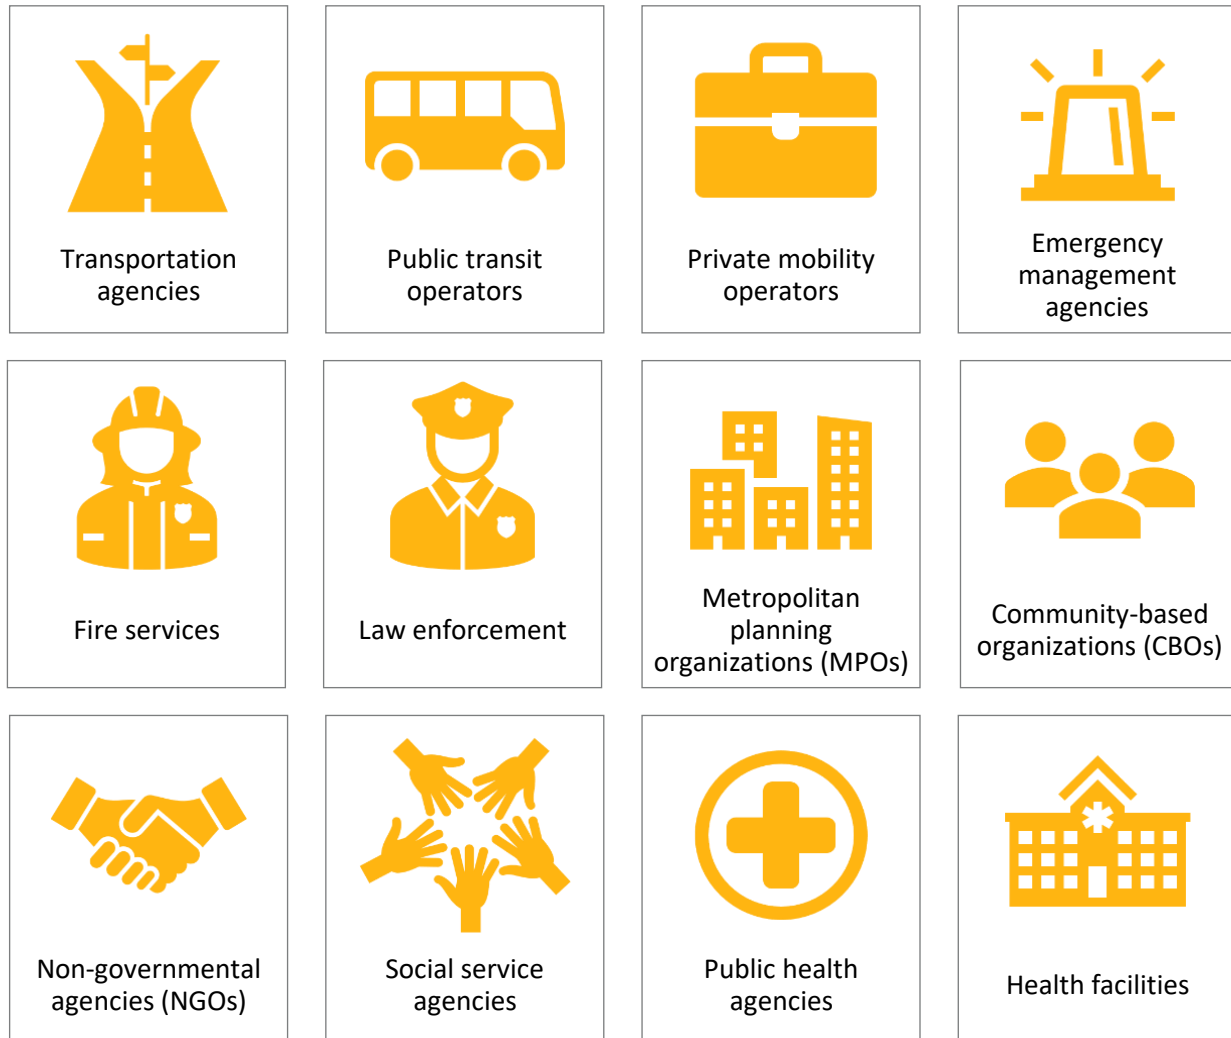 Transportation
agencies
Public transit
operators
Private mobility
operators
Emergency
management
agencies
Fire services
Law enforcement
Metropolitan
planning
organizations (MPOs)
Community-based
organizations (CBOs)
Non-governmental
agencies (NGOs)
Social service
agencies
Public health
agencies
Health facilities